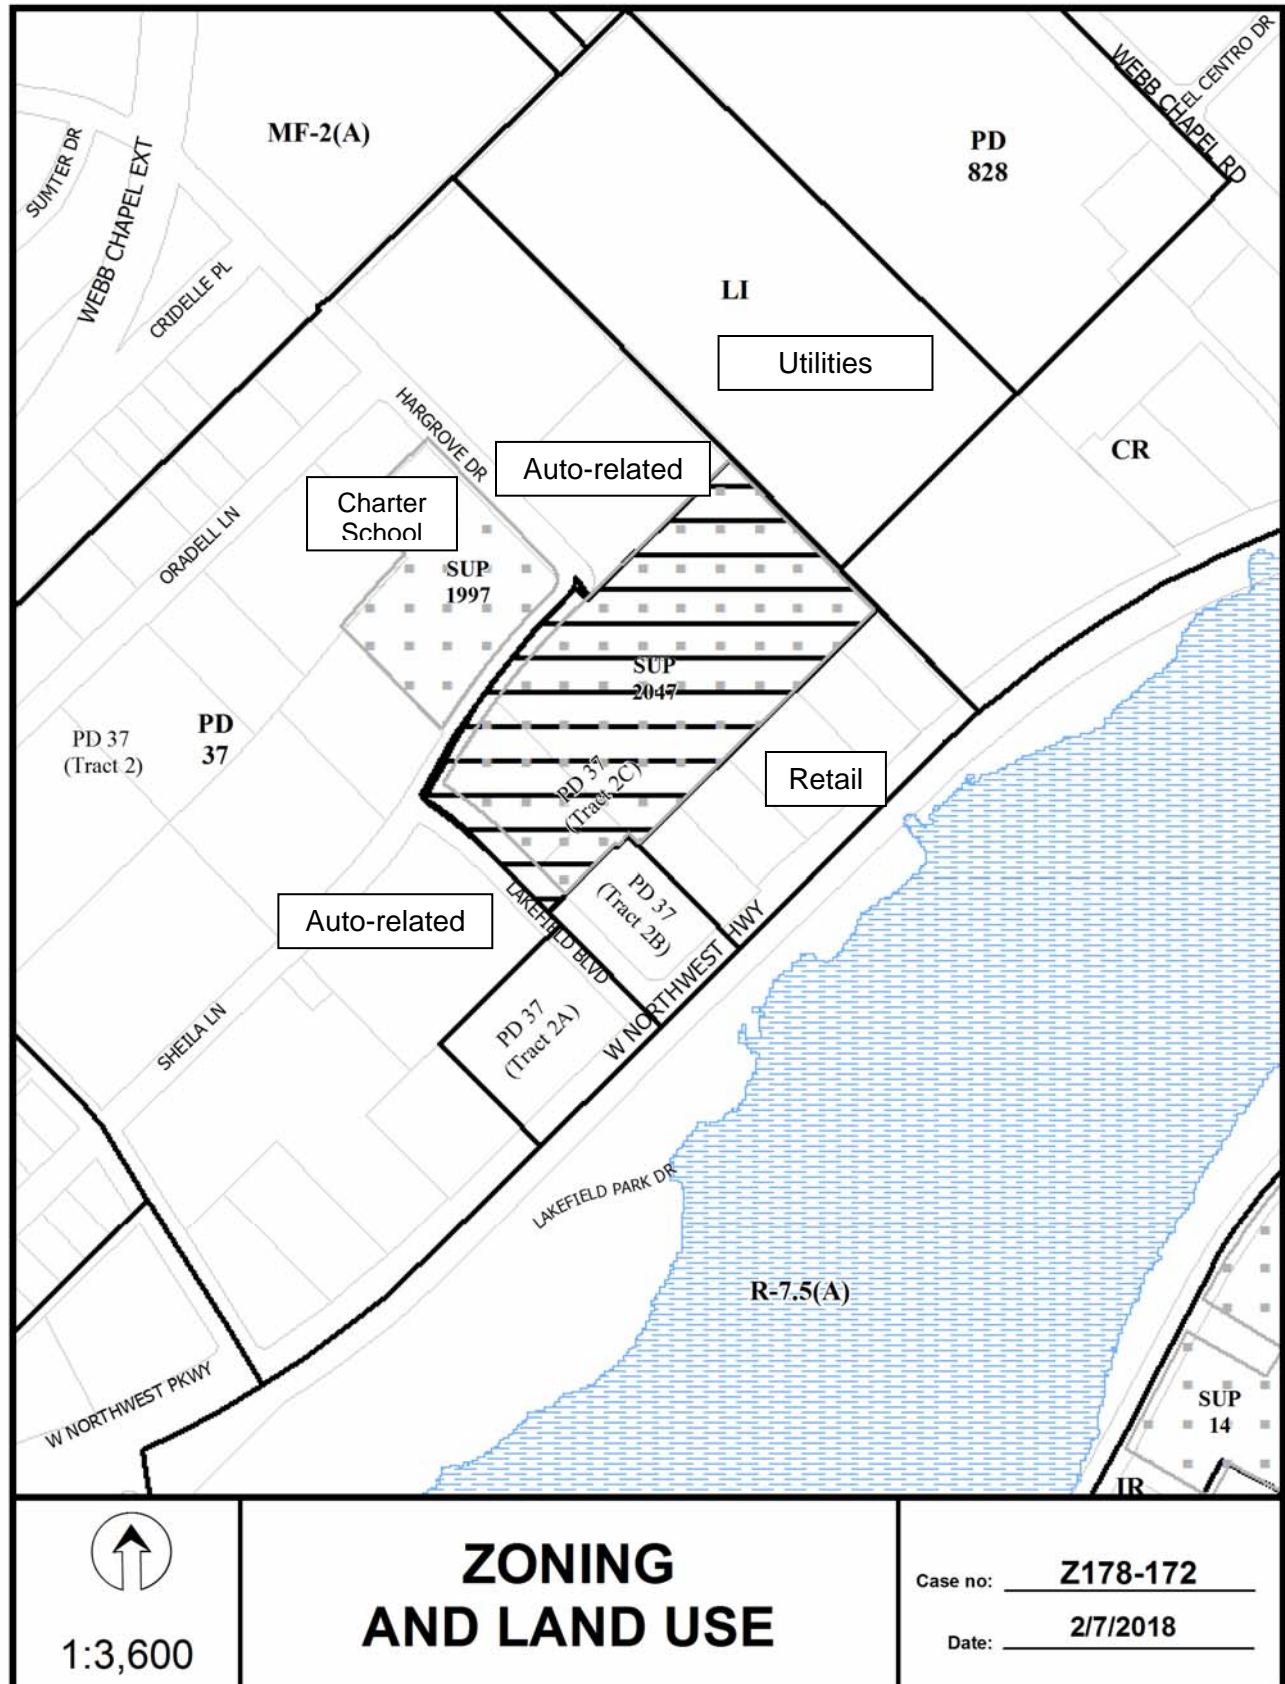 EL CENTRO DR
WEBB CHAPEL RD
MF-2(A)
PD
828
SUMTER DR
WEBB CHAPEL EXT
CRIDELLE PL
LI
Utilities
HARGROVE DR
CR
Auto-related
Charter
School
ORADELL LN
SUP
1997
SUP
2047
PD
37
PD 37
(Tract 2)
PD 37
(Tract 2C)
Retail
PD 37
(Tract 2B)
LAKEFIELD BLVD
Auto-related
W NORTHWEST HWY
PD 37
(Tract 2A)
SHEILA LN
LAKEFIELD PARK DR
R-7.5(A)
W NORTHWEST PKWY
SUP
14
IR
1:3,600
ZONING
AND LAND USE
Case no: Z178-172
Date: 2/7/2018